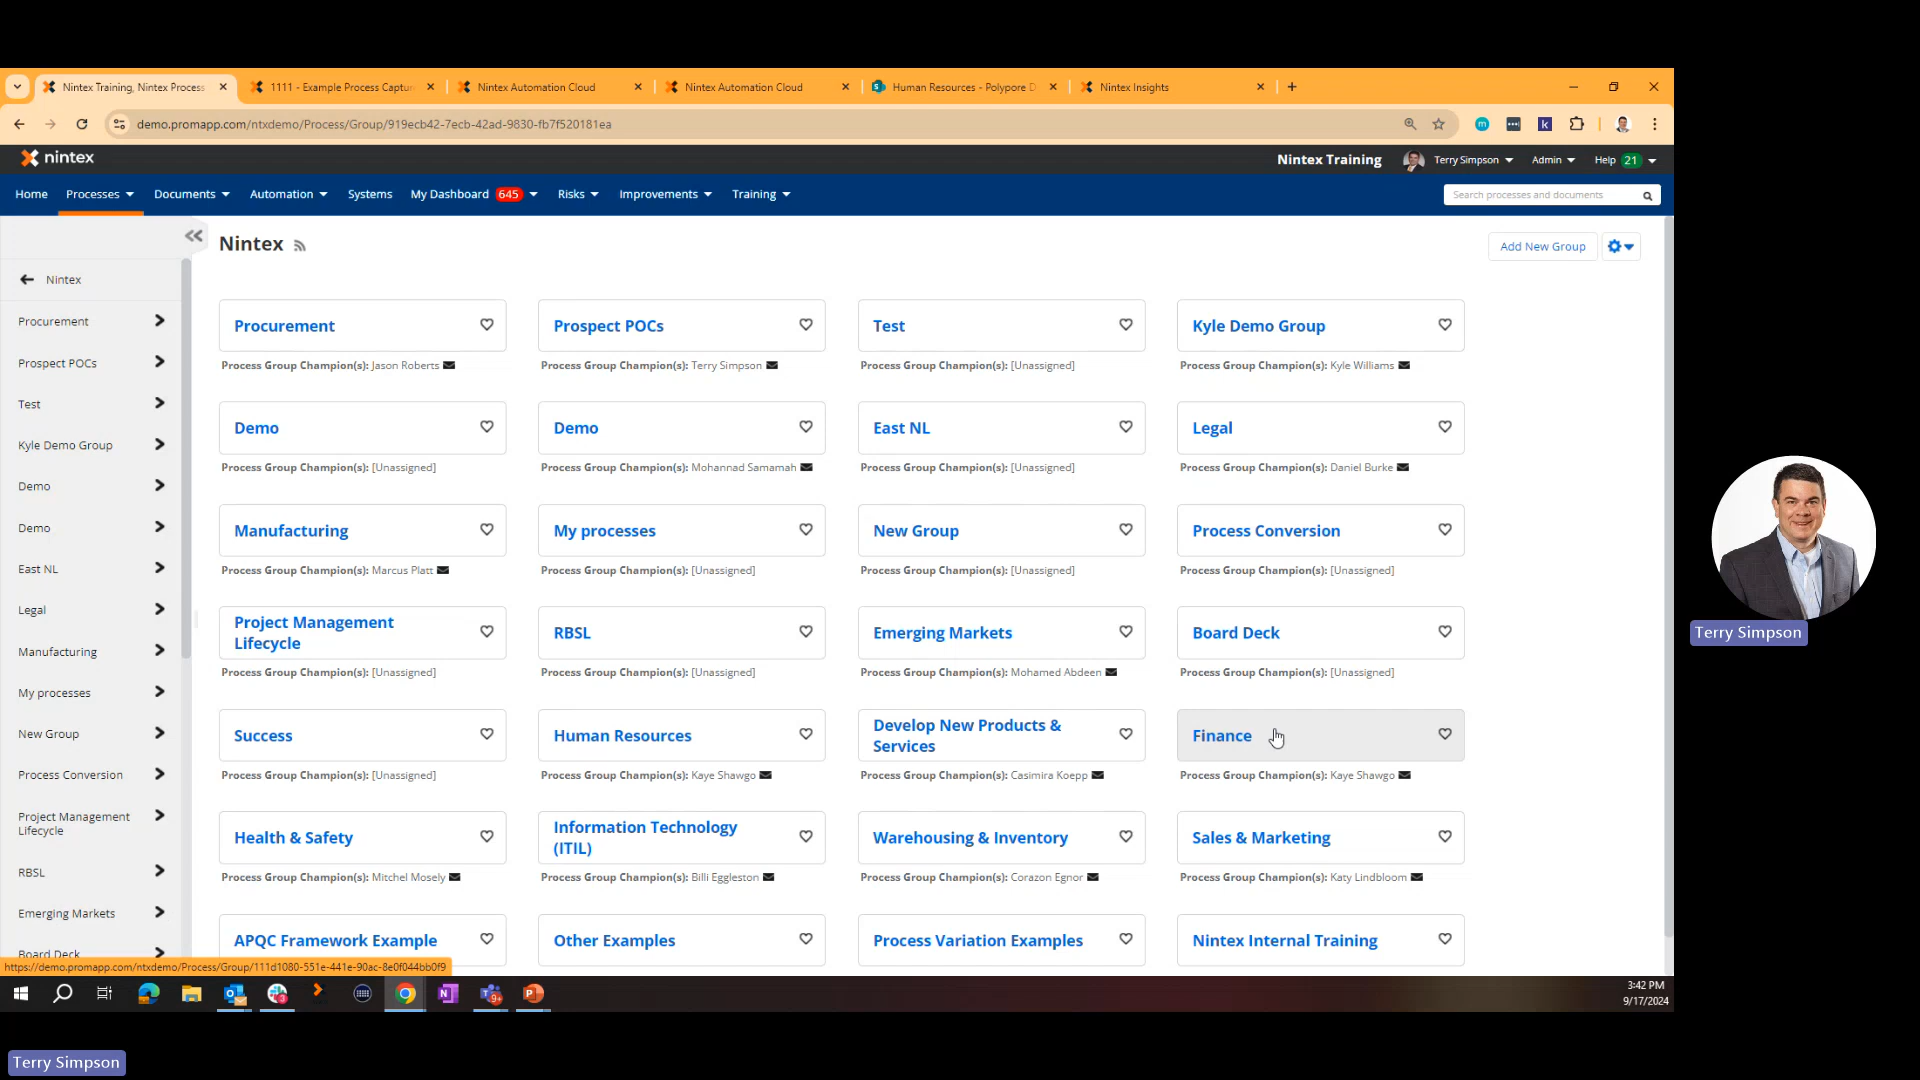 Nintex Training, Nintex Process
1111 - Example Process Captur
Nintex Automation Cloud
Nintex Automation Cloud
Human Resources - Polypore D
Nintex Insights
demo.promapp.com/ntxdemo/Process/Group/919ecb42-7ecb-42ad-9830-fb7f520181ea
nintex
Nintex Training
Terry Simpson
Admin
Help 21
Home
Processes
Documents
Automation
Systems
My Dashboard 645
Risks
Improvements
Training
Search processes and documents
Nintex
Procurement
Prospect POCs
Test
Kyle Demo Group
Demo
Demo
East NL
Legal
Manufacturing
My processes
New Group
Process Conversion
Project Management
Lifecycle
RBSL
Emerging Markets
Board Deck
Nintex
Add New Group
Procurement
Process Group Champion(s): Jason Roberts
Prospect POCs
Process Group Champion(s): Terry Simpson
Test
Process Group Champion(s): [Unassigned]
Kyle Demo Group
Process Group Champion(s): Kyle Williams
Demo
Process Group Champion(s): [Unassigned]
Demo
Process Group Champion(s): Mohannad Samamah
East NL
Process Group Champion(s): [Unassigned]
Legal
Process Group Champion(s): Daniel Burke
Manufacturing
Process Group Champion(s): Marcus Platt
My processes
Process Group Champion(s): [Unassigned]
New Group
Process Group Champion(s): [Unassigned]
Process Conversion
Process Group Champion(s): [Unassigned]
Project Management
Lifecycle
Process Group Champion(s): [Unassigned]
RBSL
Process Group Champion(s): [Unassigned]
Emerging Markets
Process Group Champion(s): Mohamed Abdeen
Board Deck
Process Group Champion(s): [Unassigned]
Success
Process Group Champion(s): [Unassigned]
Human Resources
Process Group Champion(s): Kaye Shawgo
Develop New Products &
Services
Process Group Champion(s): Casimira Koepp
Finance
Process Group Champion(s): Kaye Shawgo
Health & Safety
Process Group Champion(s): Mitchel Mosely
Information Technology
(ITIL)
Process Group Champion(s): Billi Eggleston
Warehousing & Inventory
Process Group Champion(s): Corazon Egnor
Sales & Marketing
Process Group Champion(s): Katy Lindbloom
APQC Framework Example
Other Examples
Process Variation Examples
Nintex Internal Training
https://demo.promapp.com/ntxdemo/Process/Group/111d1080-551e-441e-90ac-8e0f044bb0f9
3:42 PM
9/17/2024
Terry Simpson
Terry Simpson